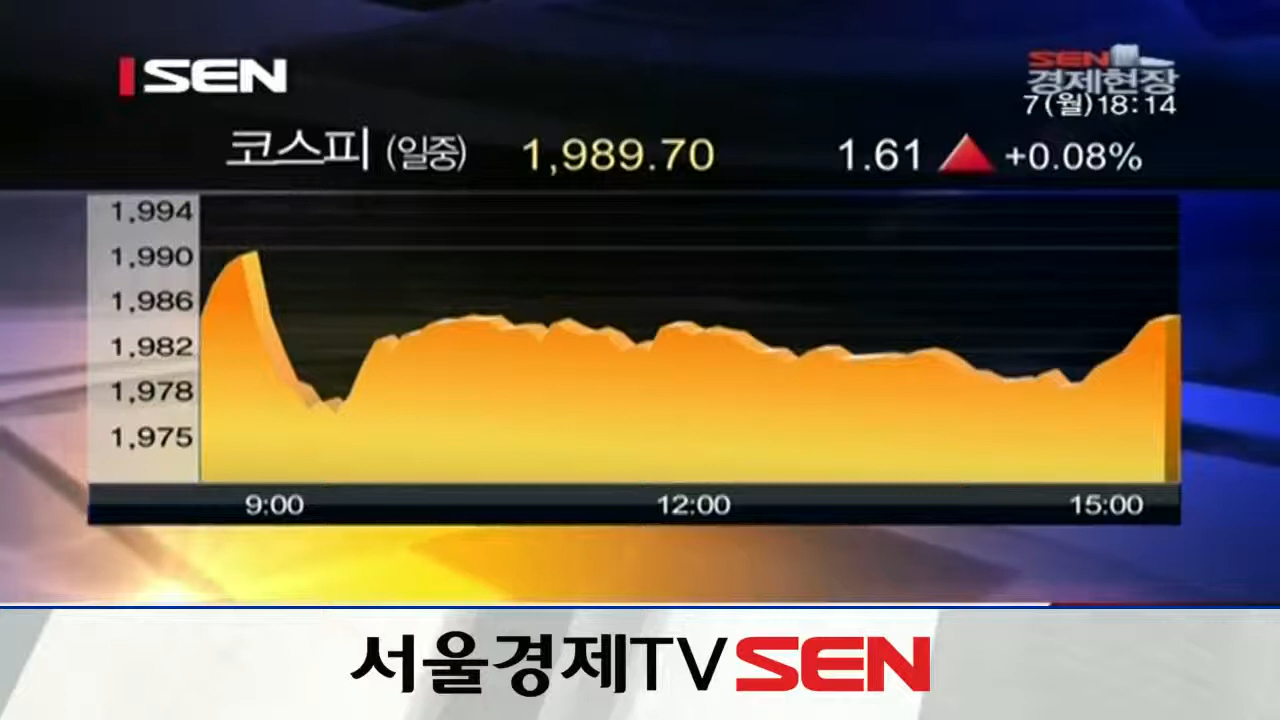 SEN
SEN
경제현장
7(월)18:14
코스피 (일중) 1,989.70 1.61 +0.08%
1,994
1,990
1,986
1,982
1,978
1,975
9:00 12:00 15:00
서울경제TV SEN